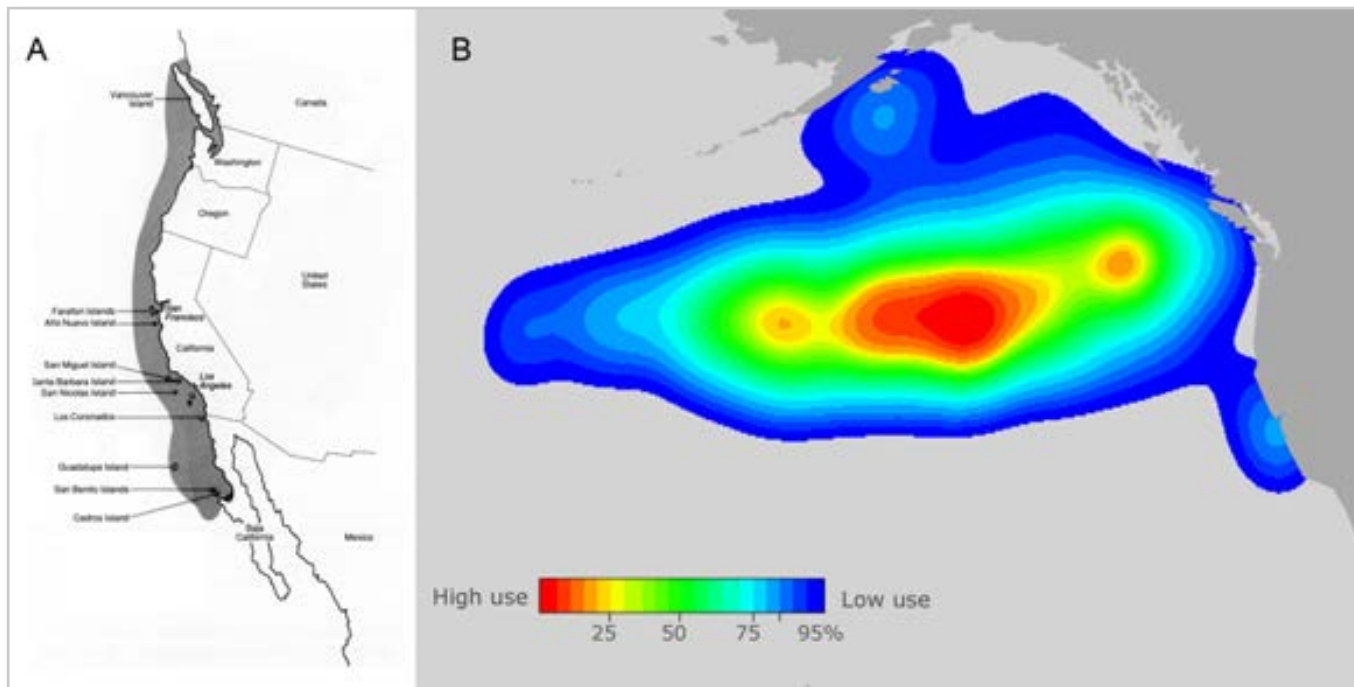 A
Vancouver
Island
Canada
Washington
Oregon
United
States
Farallon Islands
San
Francisco
Año Nuevo Island
California
San Miguel Island
Santa Barbara Island
Los
Angeles
San Nicolas Island
Los Coronados
Guadalupe Island
San Benito Islands
Cedros Island
Baja
California
Mexico
B
High use
Low use
25
50
75
95%